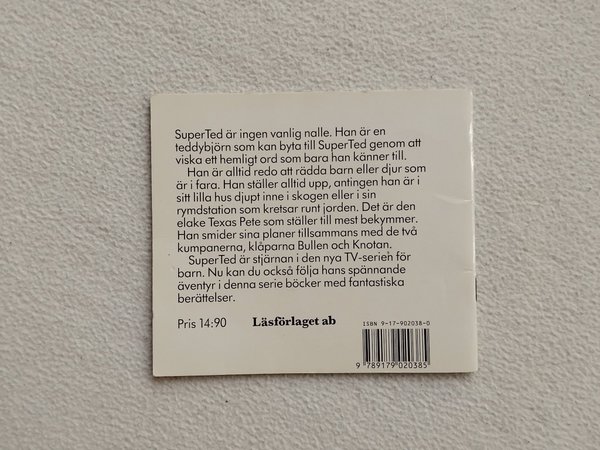 SuperTed är ingen vanlig nalle. Han är en
teddybjörn som kan byta till SuperTed genom att
viska ett hemligt ord som bara han känner till.
Han är alltid redo att rädda barn eller djur som
är i fara. Han ställer alltid upp, antingen han är i
sitt lilla hus djupt inne i skogen eller i sin
rymdstation som kretsar runt jorden. Det är den
elake Texas Pete som ställer till mest bekymmer.
Han smider sina planer tillsammans med de två
kumpanerna, klåparna Bullen och Knotan.
SuperTed är stjärnan i den nya TV-serien för
barn. Nu kan du också följa hans spännande
äventyr i denna serie böcker med fantastiska
berättelser.
Pris 14:90 Läsförlaget ab
ISBN 9-17-902038-0
9 789179 020385